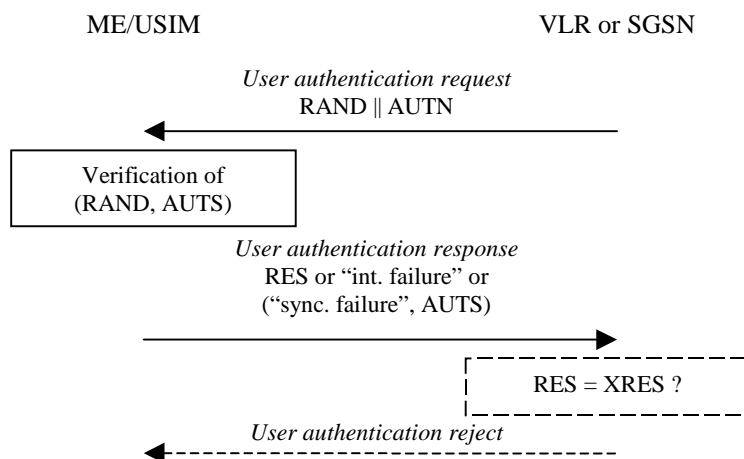 ME/USIM
VLR or SGSN
User authentication request
RAND || AUTN
Verification of
(RAND, AUTS)
User authentication response
RES or “int. failure” or
(“sync. failure”, AUTS)
RES = XRES ?
User authentication reject